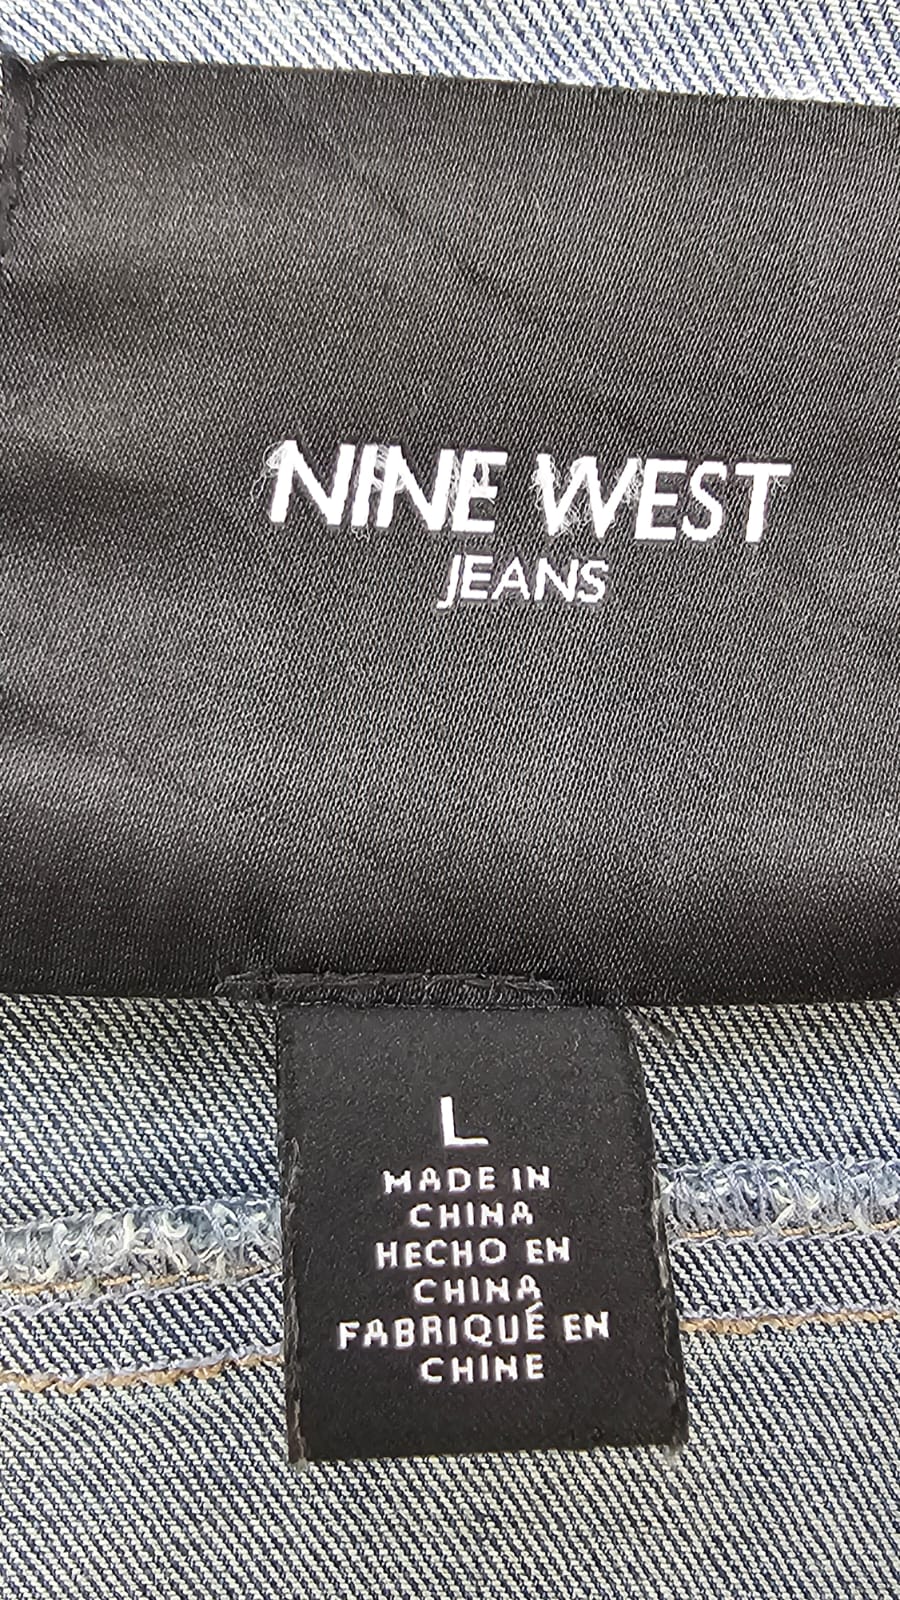 NINE WEST
JEANS
L
MADE IN
CHINA
HECHO EN
CHINA
FABRIQUÉ EN
CHINE